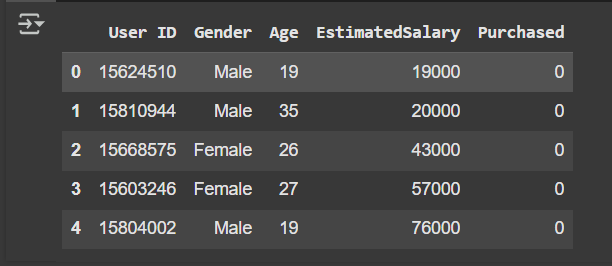 User ID Gender Age EstimatedSalary Purchased
0 15624510 Male 19 19000 0
1 15810944 Male 35 20000 0
2 15668575 Female 26 43000 0
3 15603246 Female 27 57000 0
4 15804002 Male 19 76000 0